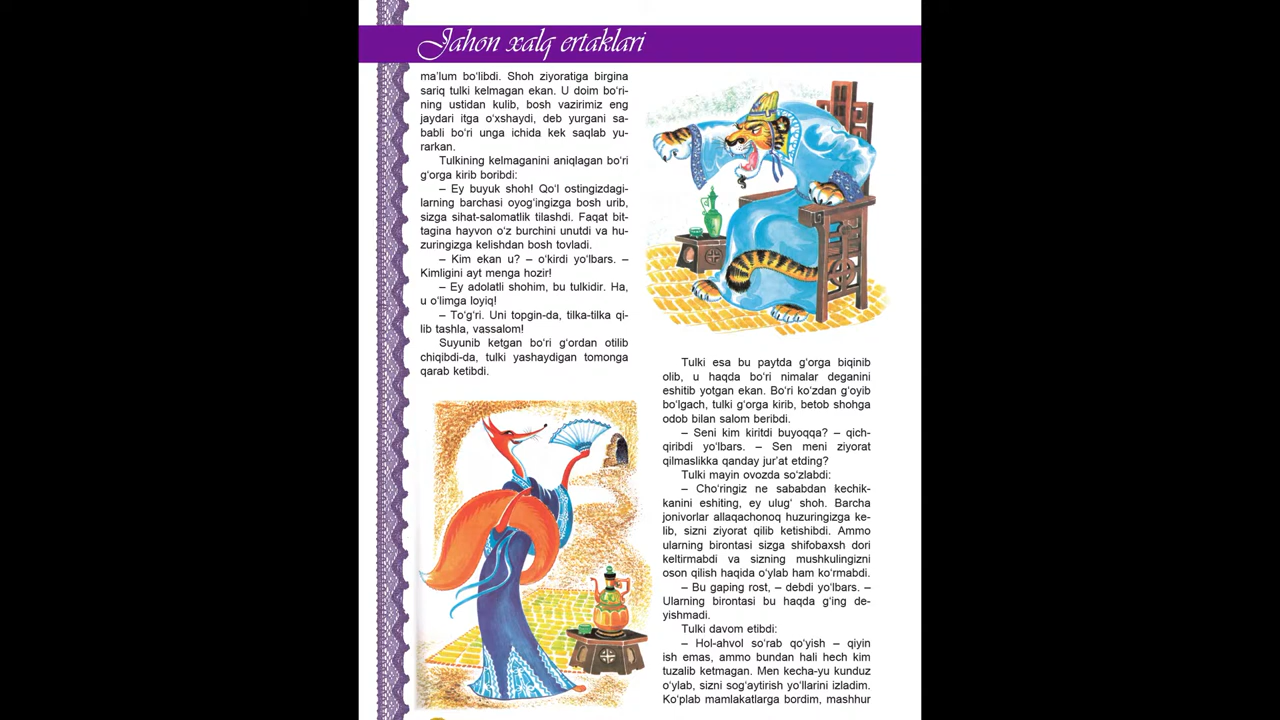 Jahon xalq ertaklari
ma’lum bo‘libdi. Shoh ziyoratiga birgina
sariq tulki kelmagan ekan. U doim bo‘ri-
ning ustidan kulib, bosh vazirimiz eng
jaydari itga o‘xshaydi, deb yurgani sa-
babli bo‘ri unga ichida kek saqlab yu-
rarkan.
Tulkining kelmaganini aniqlagan bo‘ri
g‘orga kirib boribdi:
– Ey buyuk shoh! Qo‘l ostingizdagi-
larning barchasi oyog‘ingizga bosh urib,
sizga sihat-salomatlik tilashdi. Faqat bit-
tagina hayvon o‘z burchini unutdi va hu-
zuringizga kelishdan bosh tovladi.
– Kim ekan u? – o‘kirdi yo‘lbars. –
Kimligini ayt menga hozir!
– Ey adolatli shohim, bu tulkidir. Ha,
u o‘limga loyiq!
– To‘g‘ri. Uni topgin-da, tilka-tilka qi-
lib tashla, vassalom!
Suyunib ketgan bo‘ri g‘ordan otilib
chiqibdi-da, tulki yashaydigan tomonga
qarab ketibdi.
Tulki esa bu paytda g‘orga biqinib
olib, u haqda bo‘ri nimalar deganini
eshitib yotgan ekan. Bo‘ri ko‘zdan g‘oyib
bo‘lgach, tulki g‘orga kirib, betob shohga
odob bilan salom beribdi.
– Seni kim kiritdi buyoqqa? – qich-
qiribdi yo‘lbars. – Sen meni ziyorat
qilmaslikka qanday jur’at etding?
Tulki mayin ovozda so‘zlabdi:
– Cho‘ringiz ne sababdan kechik-
kanini eshiting, ey ulug‘ shoh. Barcha
jonivorlar allaqachonoq huzuringizga ke-
lib, sizni ziyorat qilib ketishibdi. Ammo
ularning birontasi sizga shifobaxsh dori
keltirmabdi va sizning mushkulingizni
oson qilish haqida o‘ylab ham ko‘rmabdi.
– Bu gaping rost, – debdi yo‘lbars. –
Ularning birontasi bu haqda g‘ing de-
yishmadi.
Tulki davom etibdi:
– Hol-ahvol so‘rab qo‘yish – qiyin
ish emas, ammo bundan hali hech kim
tuzalib ketmagan. Men kecha-yu kunduz
o‘ylab, sizni sog‘aytirish yo‘llarini izladim.
Ko‘plab mamlakatlarga bordim, mashhur